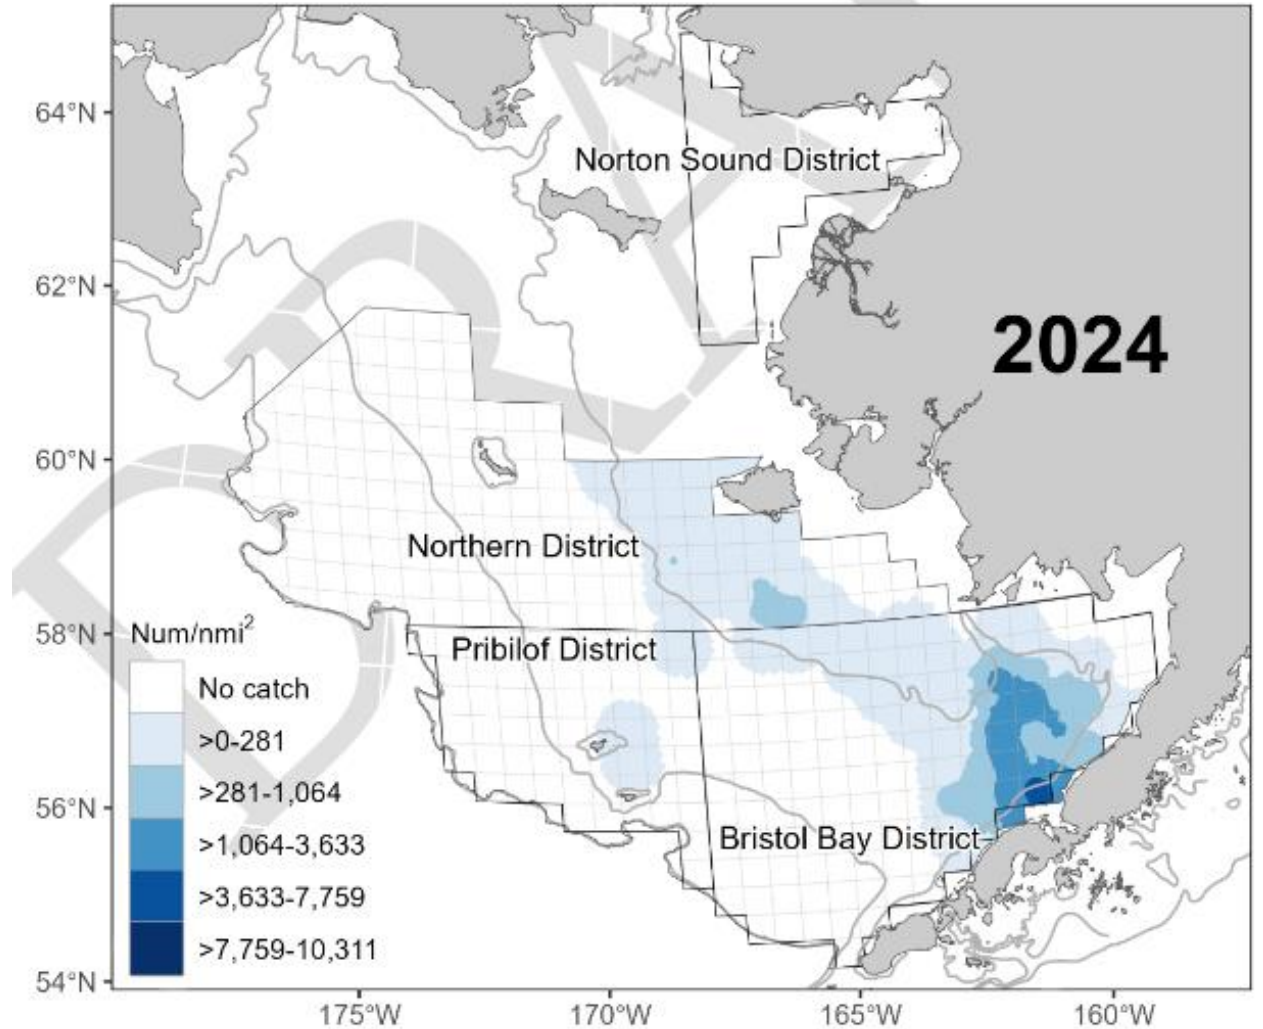 64°N
Norton Sound District
62°N
2024
60°N
Northern District
58°N
Num/nmi²
Pribilof District
No catch
>0-281
>281-1,064
56°N
Bristol Bay District
>1,064-3,633
>3,633-7,759
>7,759-10,311
54°N
175°W
170°W
165°W
160°W
DRAFT